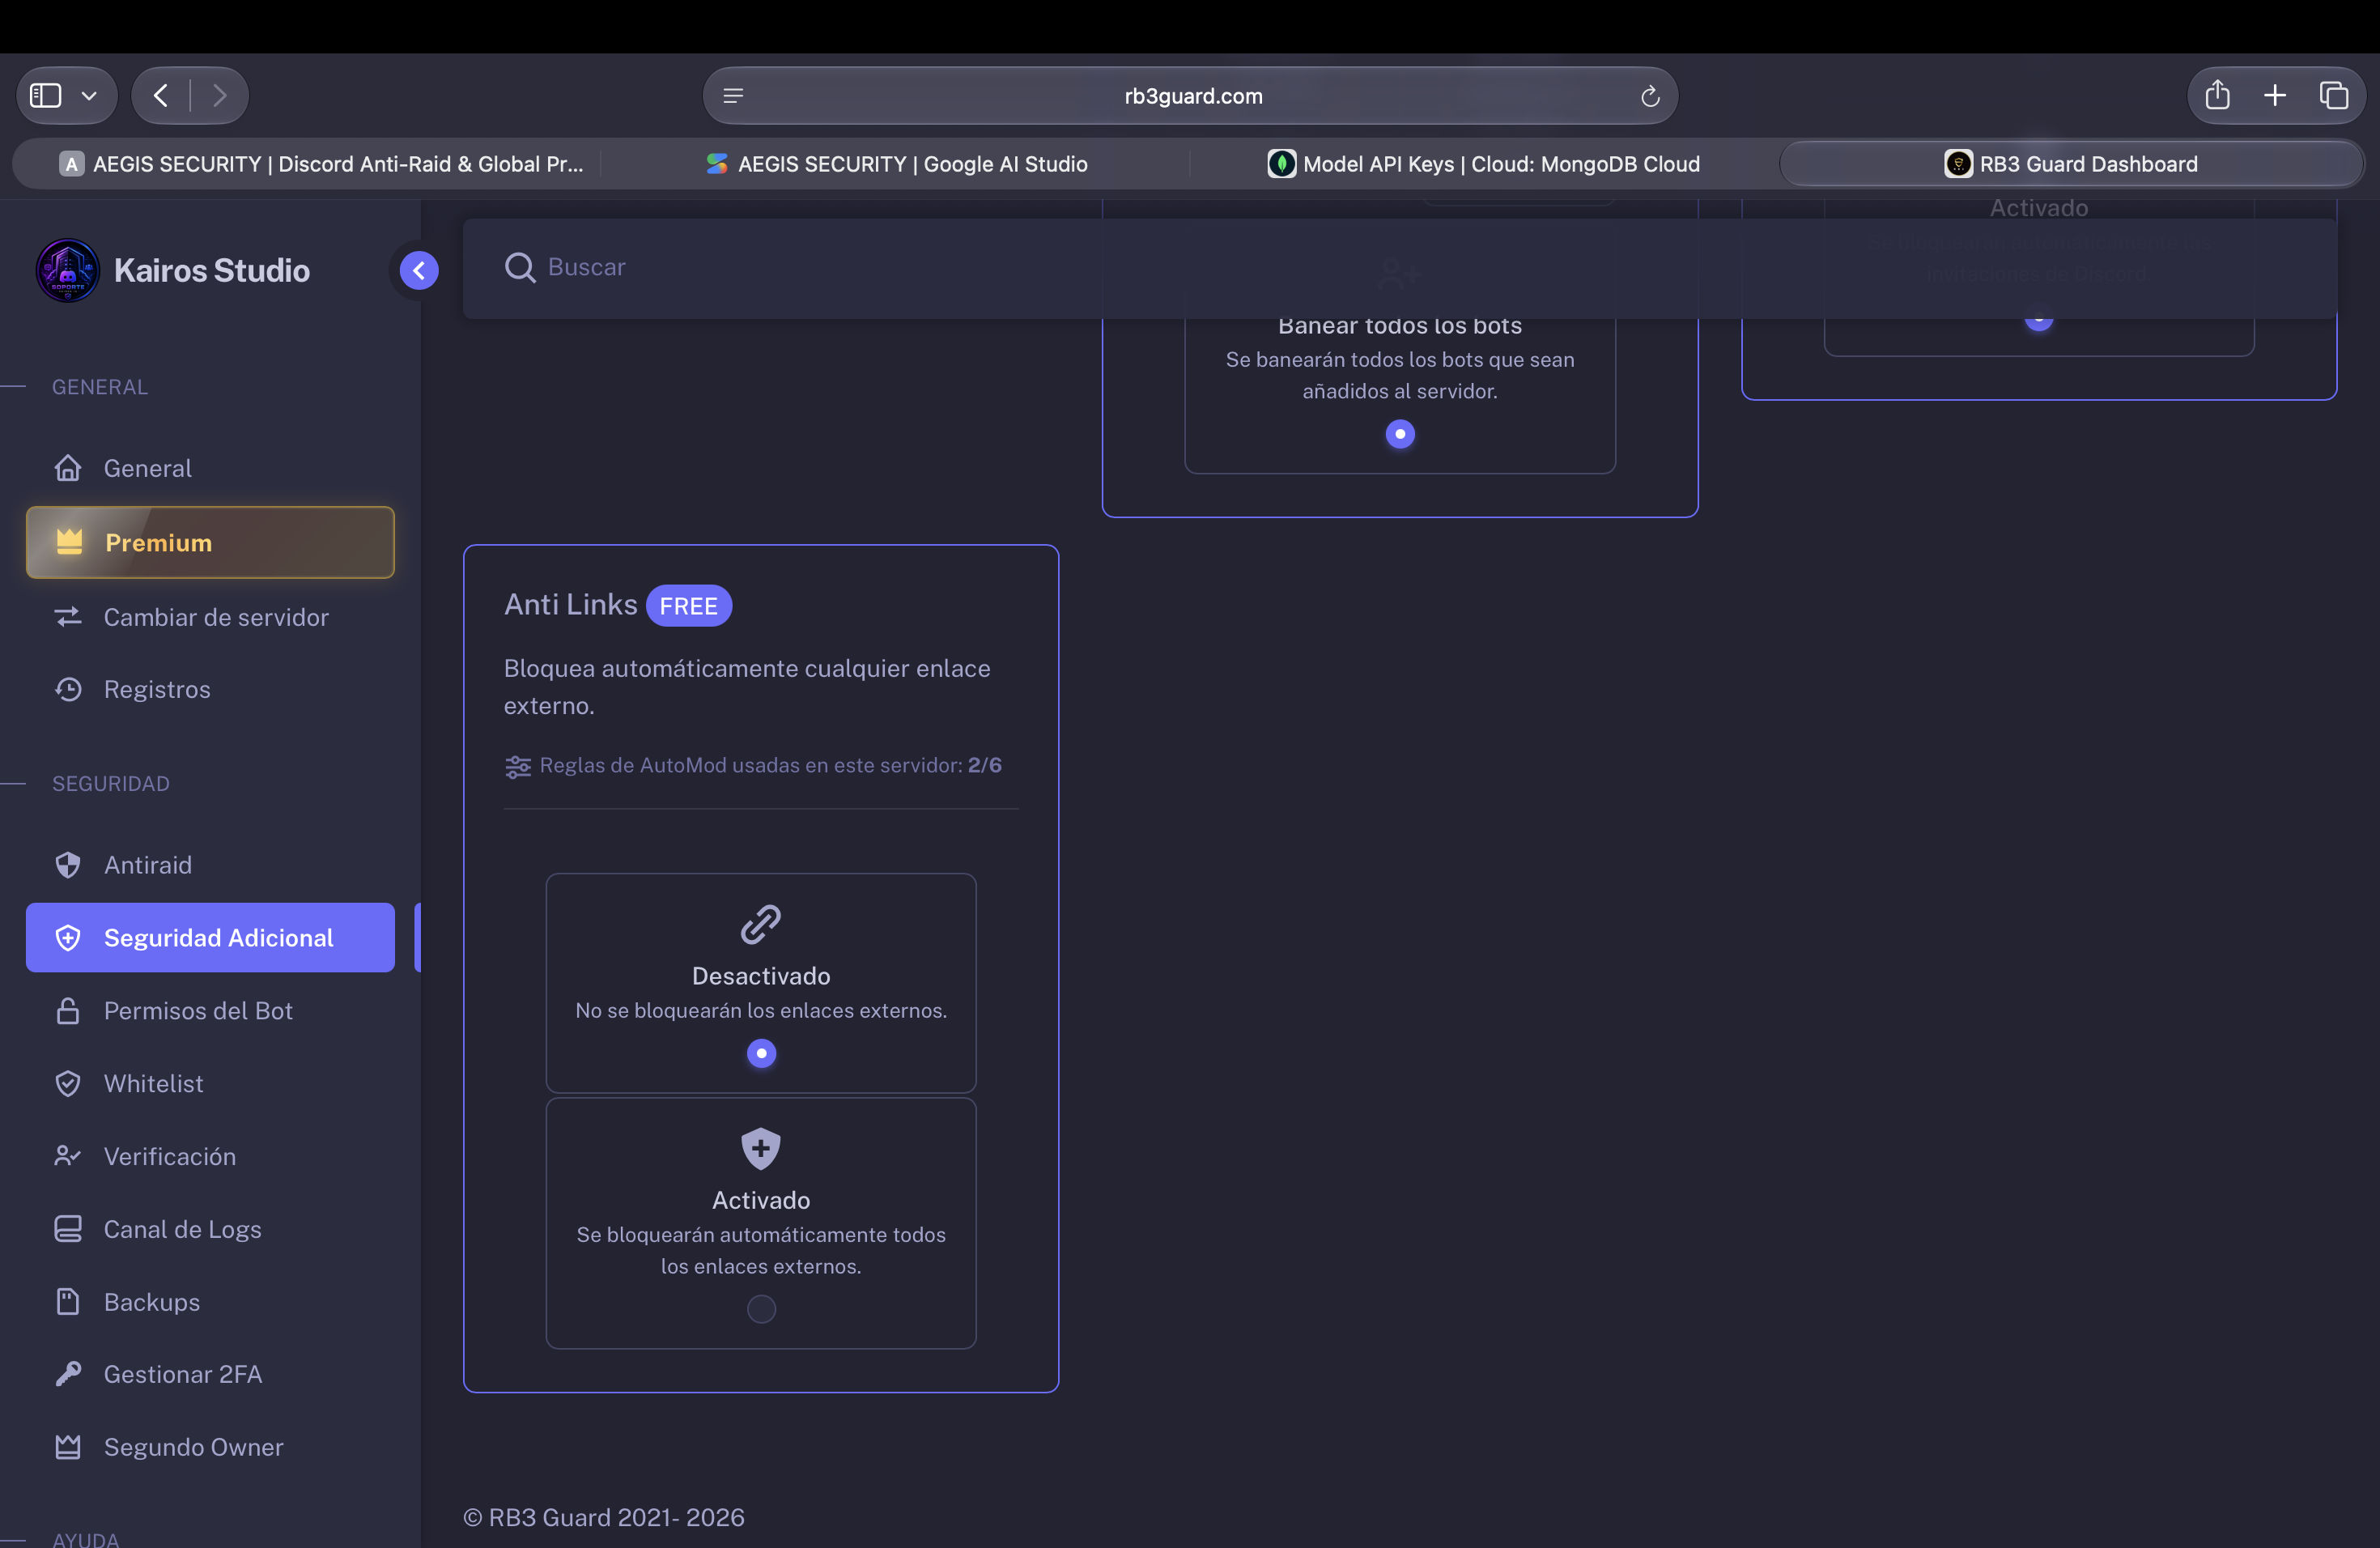 rb3guard.com
A AEGIS SECURITY | Discord Anti-Raid & Global Pr...
AEGIS SECURITY | Google AI Studio
Model API Keys | Cloud: MongoDB Cloud
RB3 Guard Dashboard
SOPORTE
Kairos Studio
GENERAL
General
Premium
Cambiar de servidor
Registros
SEGURIDAD
Antiraid
Seguridad Adicional
Permisos del Bot
Whitelist
Verificación
Canal de Logs
Backups
Gestionar 2FA
Segundo Owner
AYUDA
Buscar
Banear todos los bots
Se banearán todos los bots que sean
añadidos al servidor.
Activado
invitaciones de Discord.
Anti Links FREE
Bloquea automáticamente cualquier enlace
externo.
Reglas de AutoMod usadas en este servidor: 2/6
Desactivado
No se bloquearán los enlaces externos.
Activado
Se bloquearán automáticamente todos
los enlaces externos.
© RB3 Guard 2021- 2026